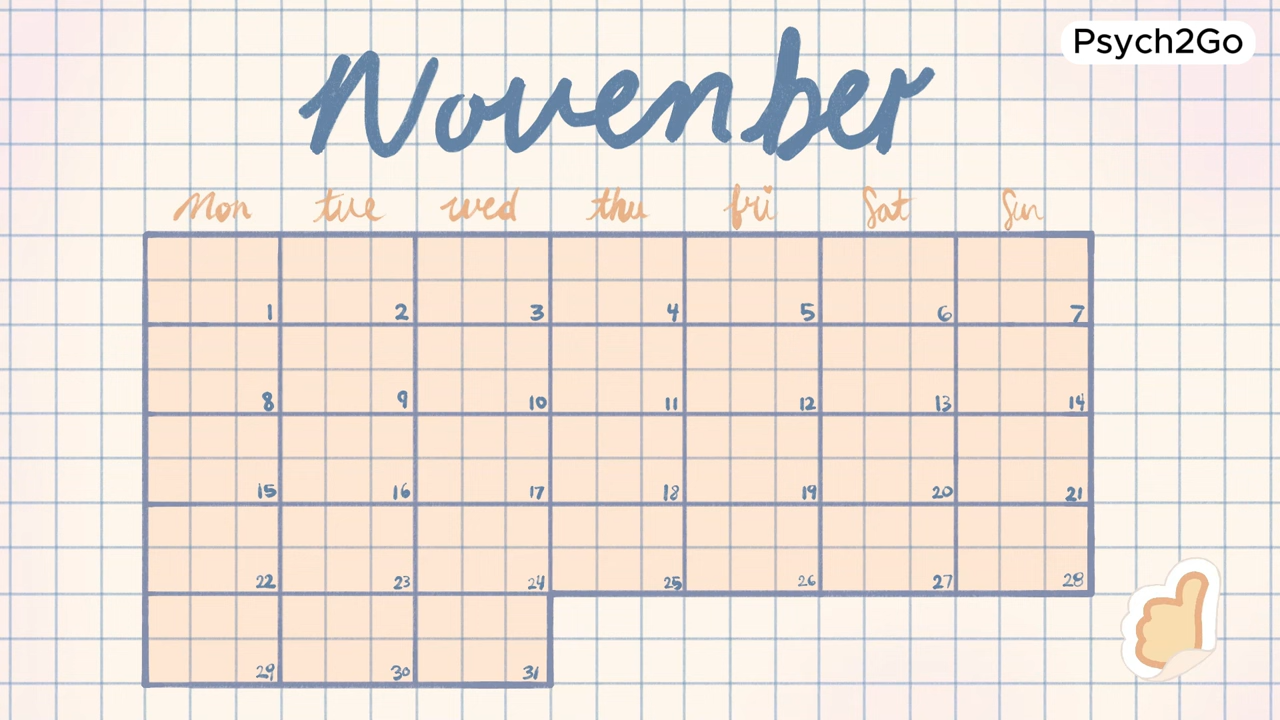 Psych2Go
Novenber
Mon tue wed thu fri Sat Sun
1 2 3 4 5 6 7
8 9 10 11 12 13 14
15 16 17 18 19 20 21
22 23 24 25 26 27 28
29 30 31